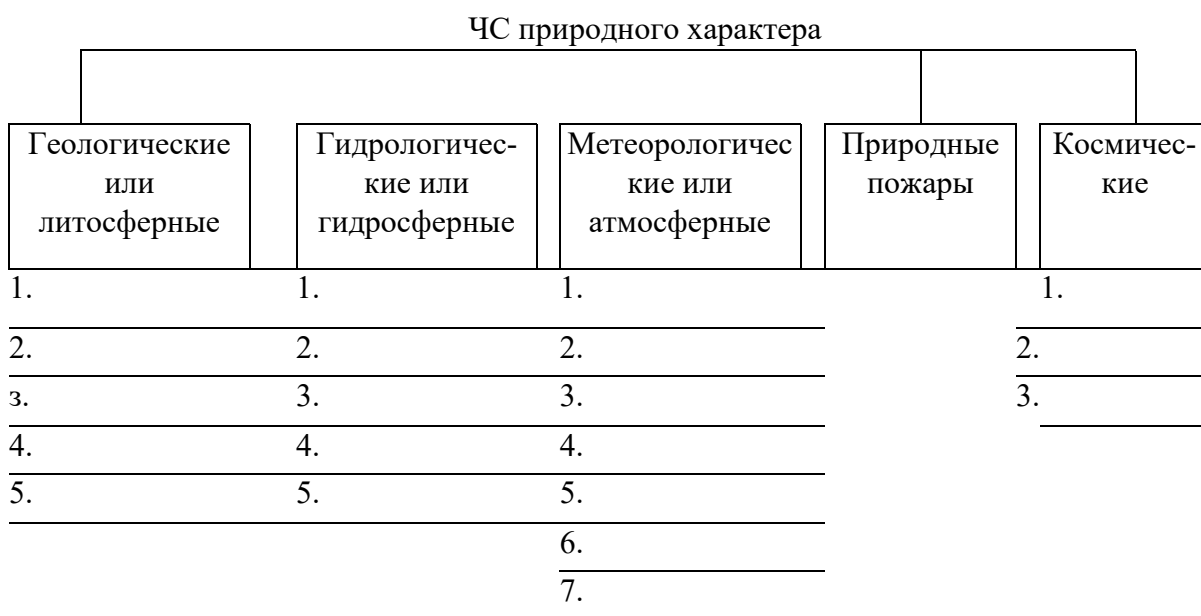 ЧС природного характера
Геологические
или
литосферные
Гидрологичес-
кие или
гидросферные
Метеорологичес
кие или
атмосферные
Природные
пожары
Космичес-
кие
1. 1. 1. 1.
2. 2. 2. 2.
з. 3. 3. 3.
4. 4. 4.
5. 5. 5.
6.
7.